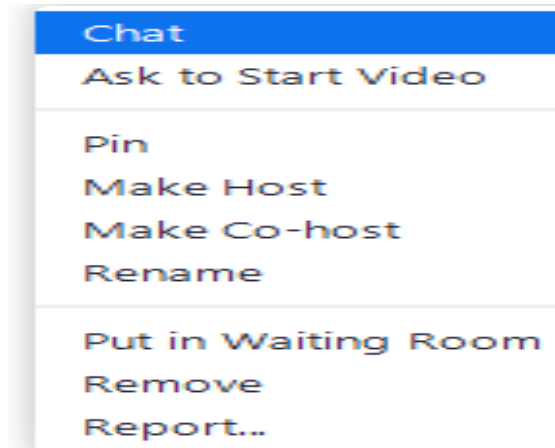 Chat
Ask to Start Video
Pin
Make Host
Make Co-host
Rename
Put in Waiting Room
Remove
Report...